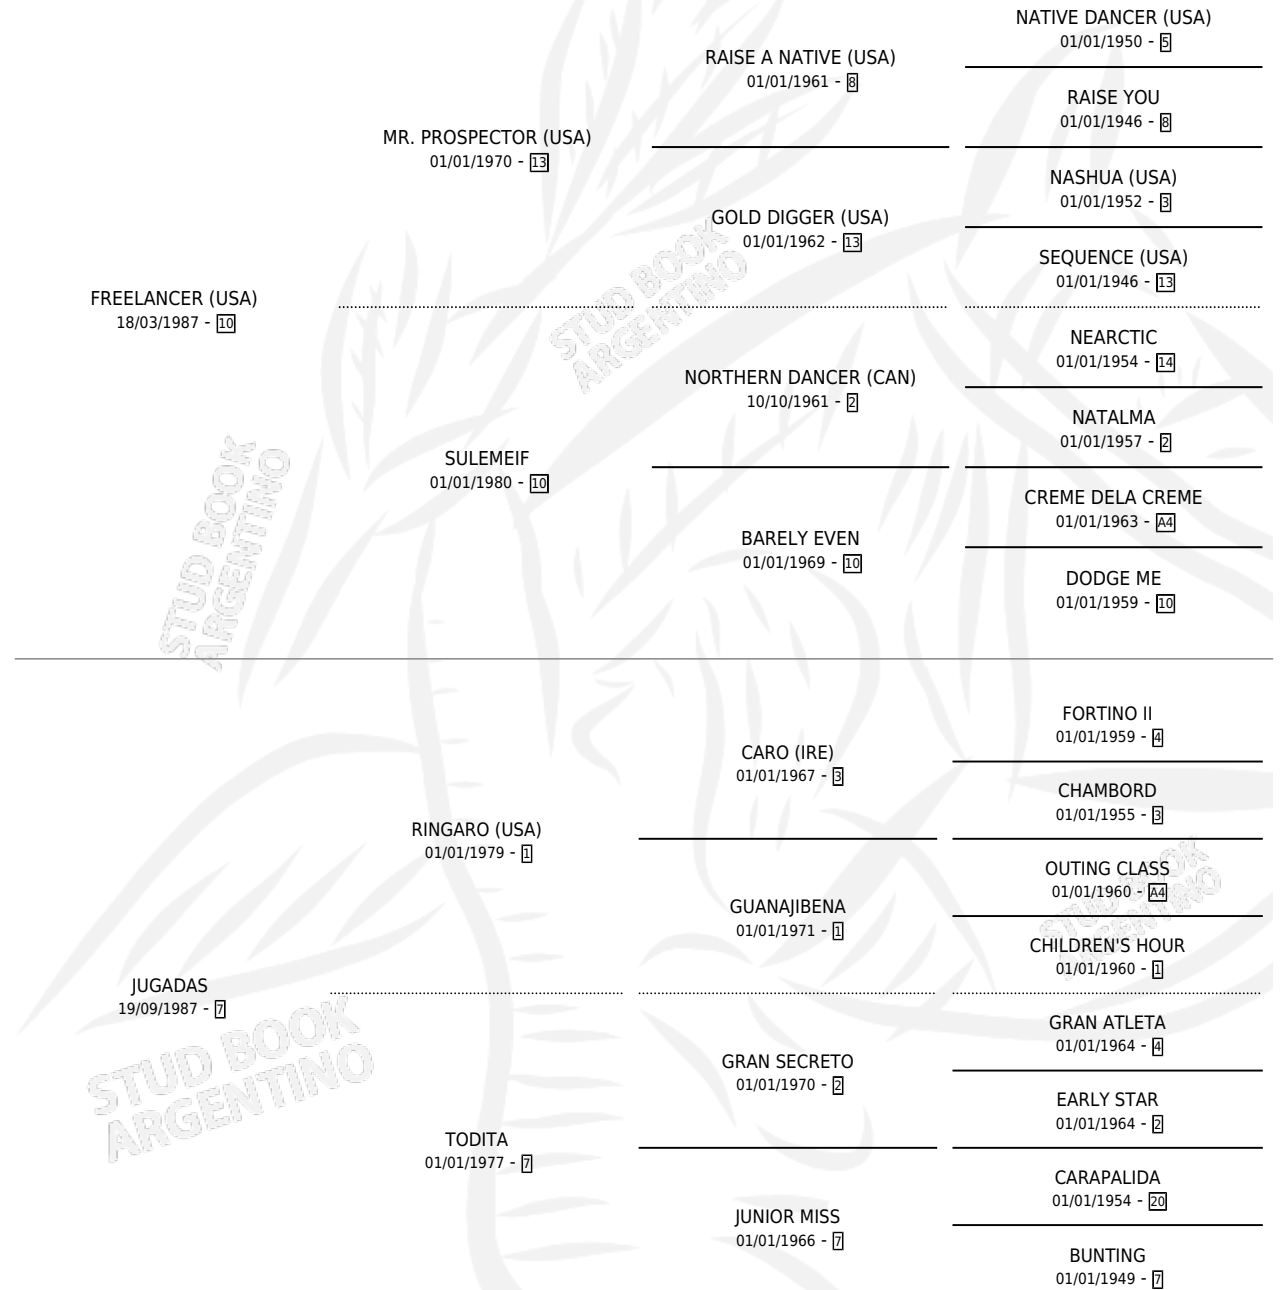 NATIVE DANCER (USA)
01/01/1950 - 5
RAISE A NATIVE (USA)
01/01/1961 - 8
RAISE YOU
01/01/1946 - 8
MR. PROSPECTOR (USA)
01/01/1970 - 13
NASHUA (USA)
01/01/1952 - 3
GOLD DIGGER (USA)
01/01/1962 - 13
SEQUENCE (USA)
01/01/1946 - 13
FREELANCER (USA)
18/03/1987 - 10
NEARCTIC
01/01/1954 - 14
NORTHERN DANCER (CAN)
10/10/1961 - 2
NATALMA
01/01/1957 - 2
SULEMEIF
01/01/1980 - 10
CREME DELA CREME
01/01/1963 - A4
BARELY EVEN
01/01/1969 - 10
DODGE ME
01/01/1959 - 10
FORTINO II
01/01/1959 - 4
CARO (IRE)
01/01/1967 - 3
CHAMBORD
01/01/1955 - 3
RINGARO (USA)
01/01/1979 - 1
OUTING CLASS
01/01/1960 - A4
GUANAJIBENA
01/01/1971 - 1
CHILDREN'S HOUR
01/01/1960 - 1
JUGADAS
19/09/1987 - 7
GRAN ATLETA
01/01/1964 - 4
GRAN SECRETO
01/01/1970 - 2
EARLY STAR
01/01/1964 - 2
TODITA
01/01/1977 - 7
CARAPALIDA
01/01/1954 - 20
JUNIOR MISS
01/01/1966 - 7
BUNTING
01/01/1949 - 7
STUD BOOK
ARGENTINO
STUD BOOK
ARGENTINO
STUD BOOK
ARGENTINO
STUD BOOK
ARGENTINO